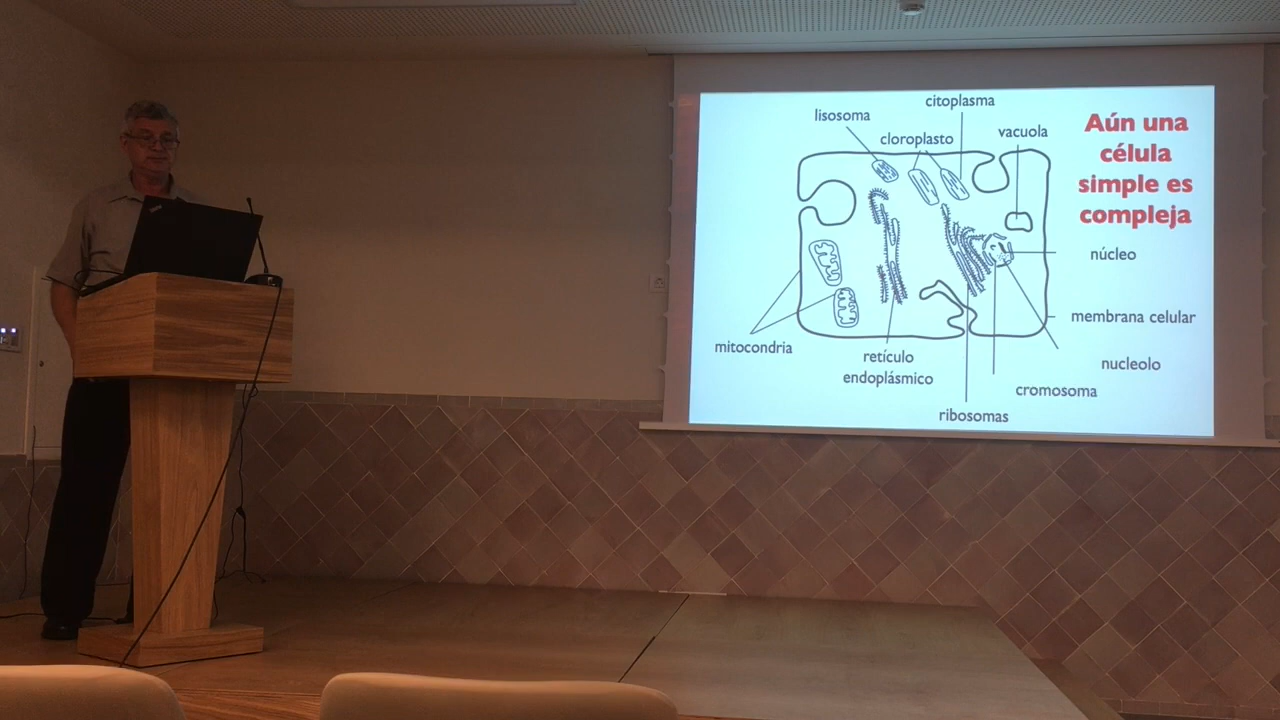 citoplasma
lisosoma
cloroplasto
vacuola
Aún una
célula
simple es
compleja
núcleo
membrana celular
mitocondria
retículo
endoplásmico
nucleolo
cromosoma
ribosomas